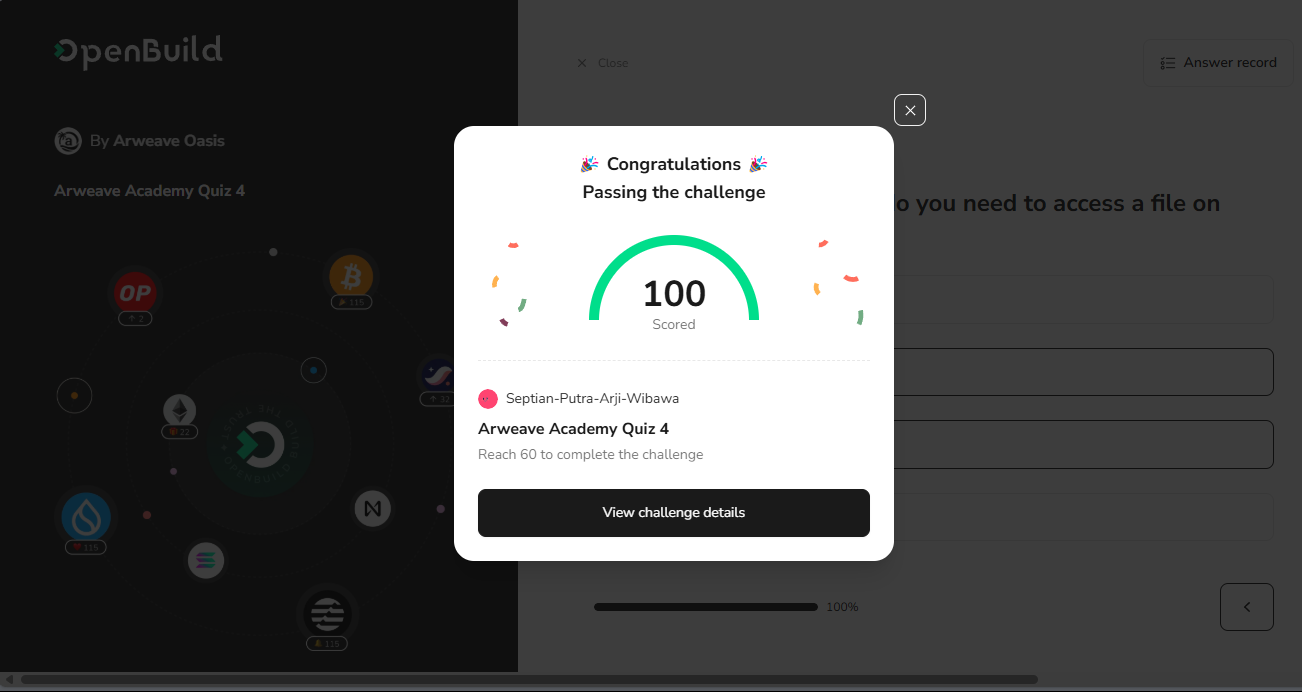 OpenBuild
By Arweave Oasis
Arweave Academy Quiz 4
OP
2
115
32
22
115
115
Close
Answer record
o you need to access a file on
🎉 Congratulations 🎉
Passing the challenge
100
Scored
Septian-Putra-Arji-Wibawa
Arweave Academy Quiz 4
Reach 60 to complete the challenge
View challenge details
100%